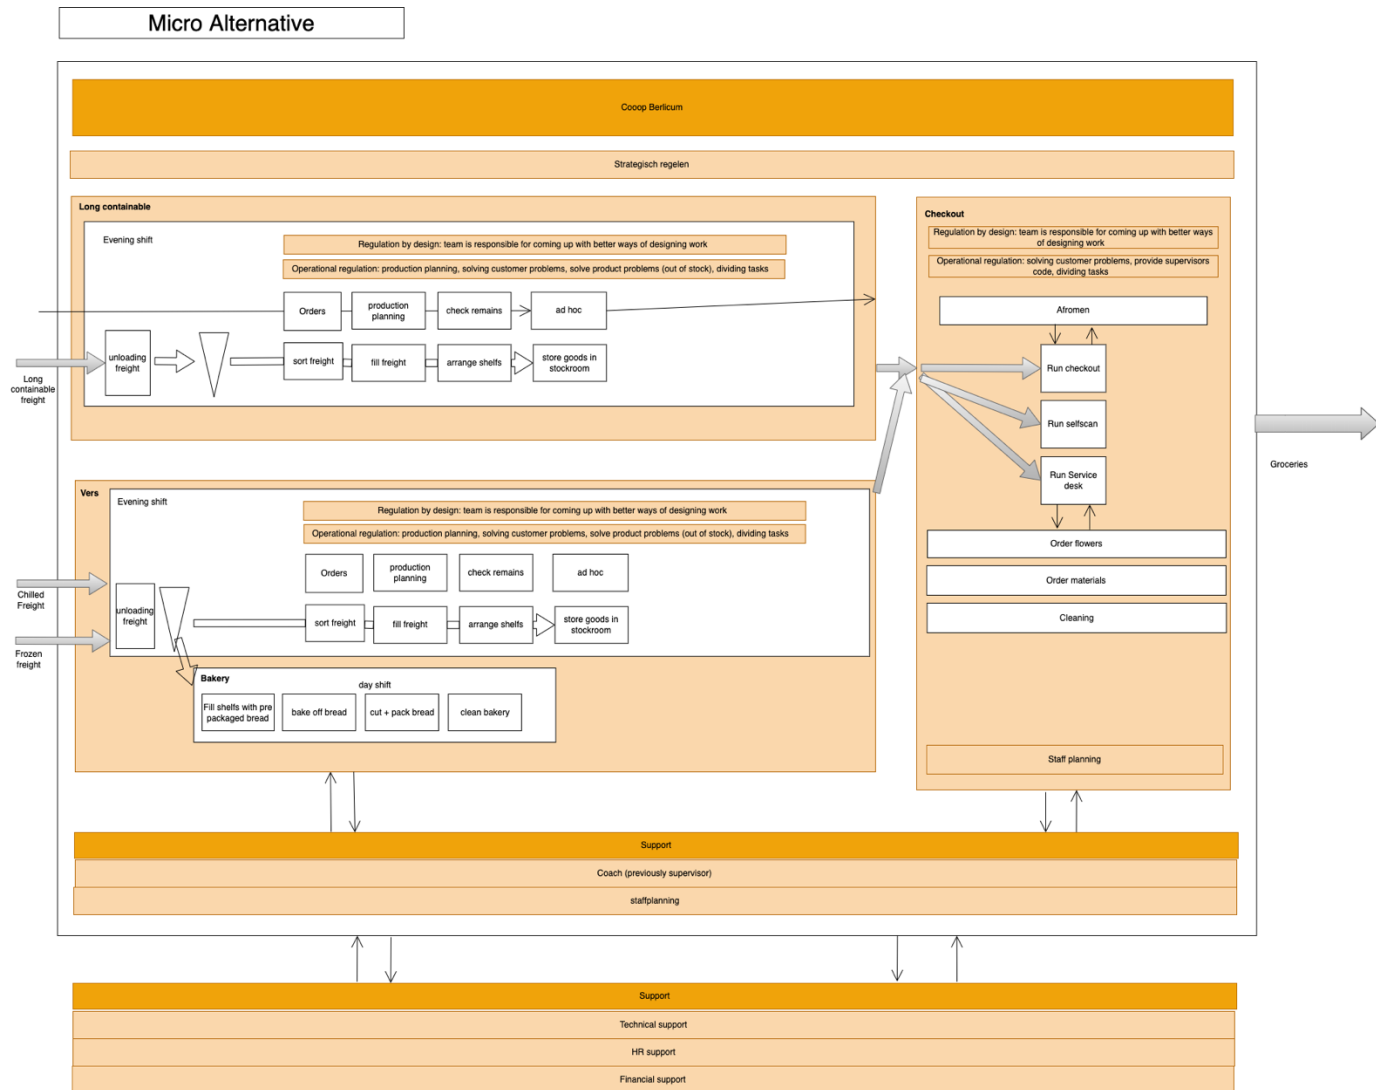 Micro Alternative
Cooop Berlicum
Strategisch regelen
Long containable
Evening shift
Regulation by design: team is responsible for coming up with better ways of designing work
Operational regulation: production planning, solving customer problems, solve product problems (out of stock), dividing tasks
Orders
production
planning
check remains
ad hoc
unloading
freight
sort freight
fill freight
arrange shelfs
store goods in
stockroom
Long
containable
freight
Checkout
Regulation by design: team is responsible for coming up with better ways
of designing work
Operational regulation: solving customer problems, provide supervisors
code, dividing tasks
Afromen
Run checkout
Run selfscan
Run Service
desk
Order flowers
Order materials
Cleaning
Staff planning
Groceries
Vers
Evening shift
Regulation by design: team is responsible for coming up with better ways of designing work
Operational regulation: production planning, solving customer problems, solve product problems (out of stock), dividing tasks
Orders
production
planning
check remains
ad hoc
Chilled
Freight
unloading
freight
sort freight
fill freight
arrange shelfs
store goods in
stockroom
Frozen
freight
Bakery
day shift
Fill shelfs with pre
packaged bread
bake off bread
cut + pack bread
clean bakery
Support
Coach (previously supervisor)
staffplanning
Support
Technical support
HR support
Financial support